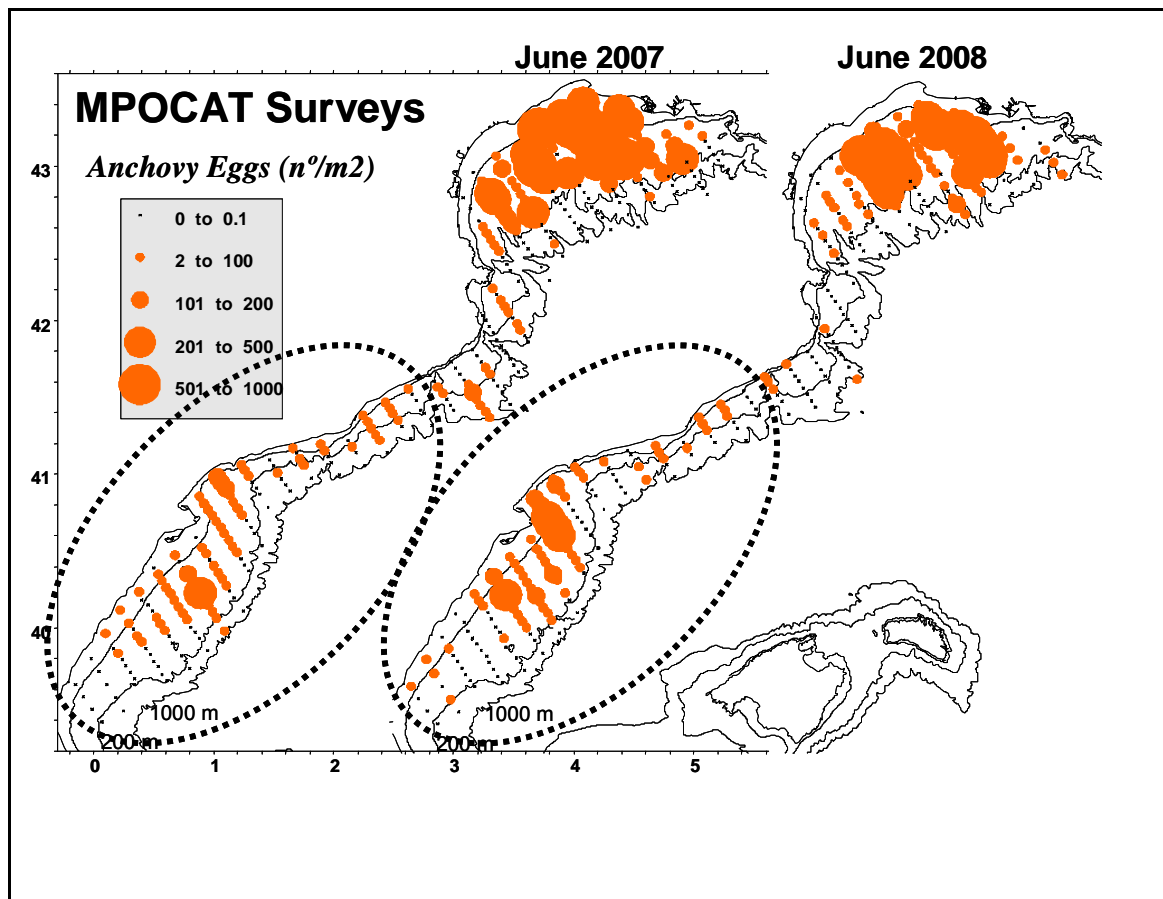 June 2007
June 2008
MPOCAT Surveys
Anchovy Eggs (nº/m2)
0 to 0.1
2 to 100
101 to 200
201 to 500
501 to 1000
43
42
41
40
1000 m
200 m
1000 m
200 m
0 1 2 3 4 5